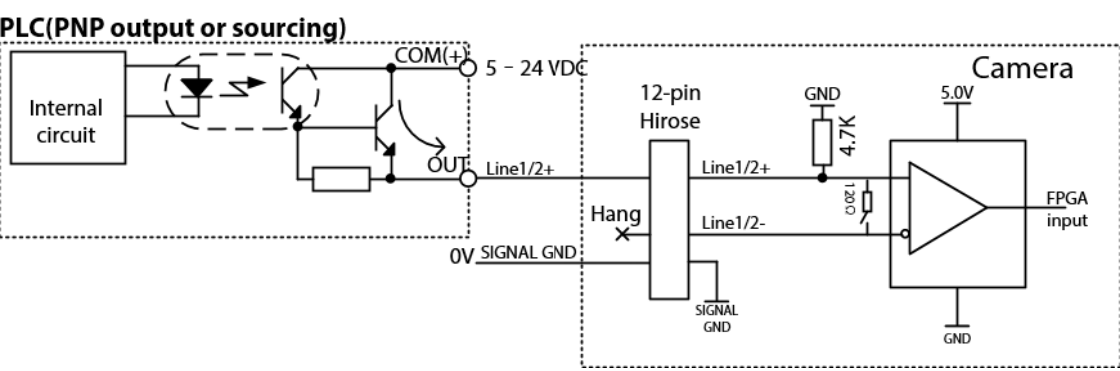 PLC(PNP output or sourcing)
COM(+)
5 - 24 VDC
Internal
circuit
OUT
Line1/2+
0V
SIGNAL GND
Camera
12-pin
Hirose
GND
4.7K
5.0V
Line1/2+
120Ω
Hang
Line1/2-
FPGA
input
SIGNAL
GND
GND